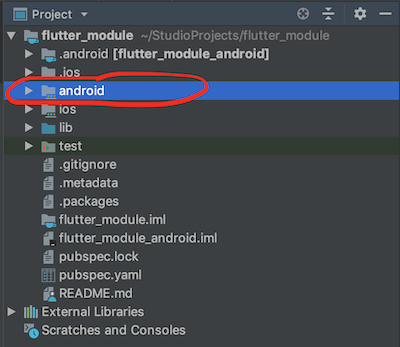 Project
flutter_module ~/StudioProjects/flutter_module
.android [flutter_module_android]
.ios
android
ios
lib
test
.gitignore
.metadata
.packages
flutter_module.iml
flutter_module_android.iml
pubspec.lock
pubspec.yaml
README.md
External Libraries
Scratches and Consoles